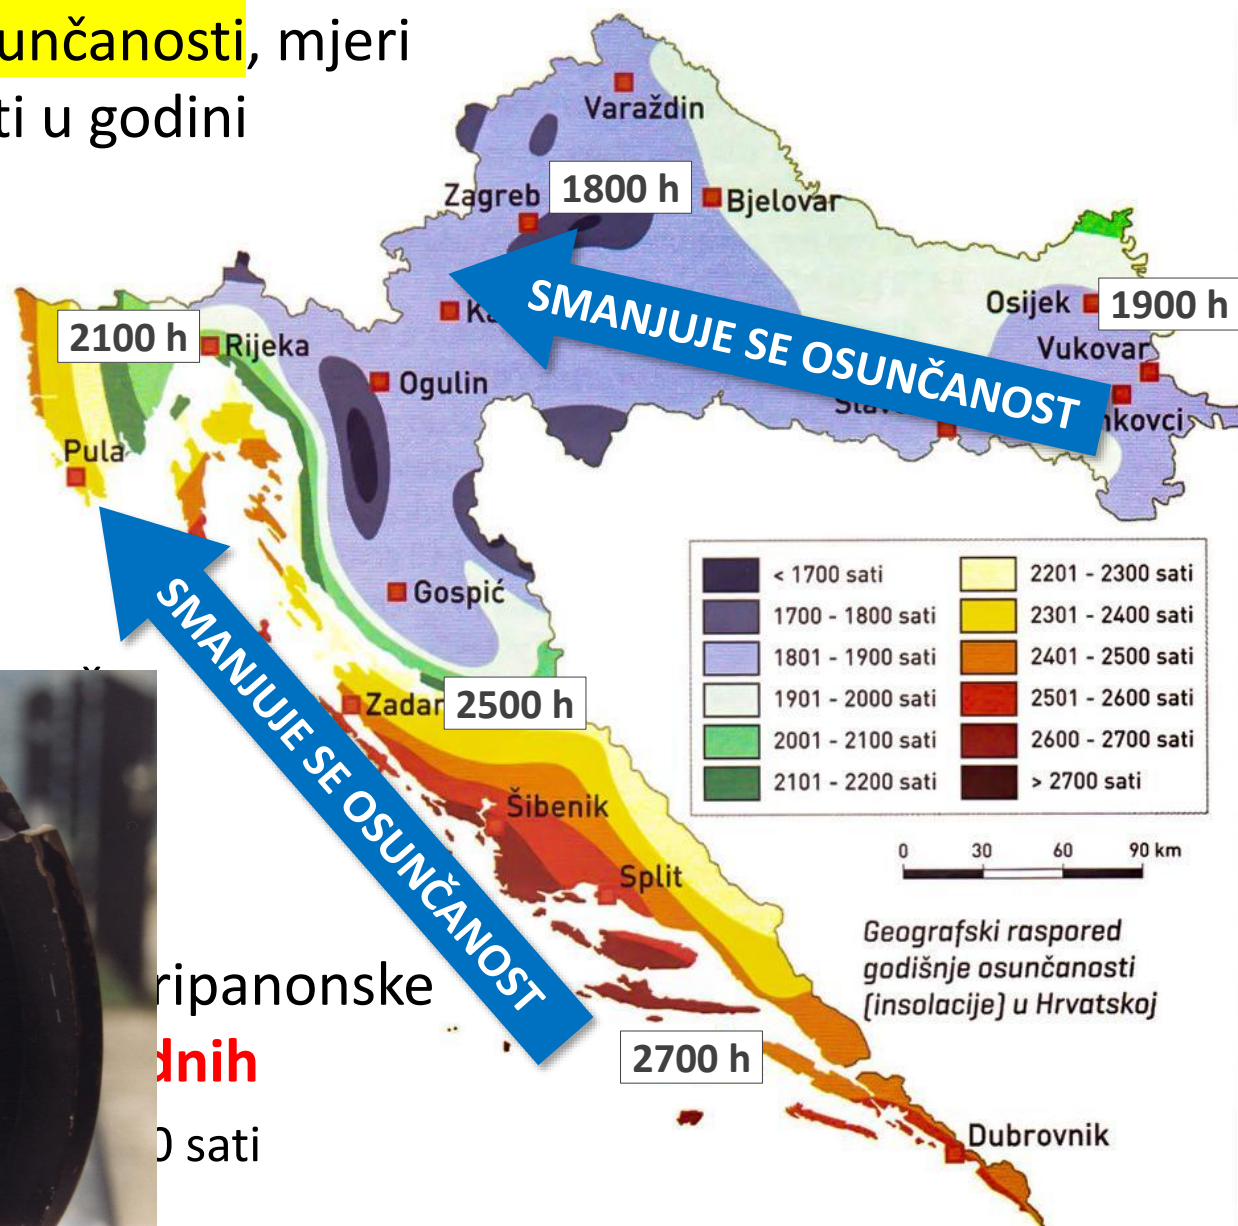 unčanosti, mjeri
ti u godini
Varaždin
Zagreb
1800 h
Bjelovar
Osijek
1900 h
Vukovar
SMANJUJE SE OSUNČANOST
2100 h
Rijeka
Ogulin
Pula
Gospić
SMANJUJE SE OSUNČANOST
Zadar
2500 h
Šibenik
Split
2700 h
Dubrovnik
nkovci
< 1700 sati
1700 - 1800 sati
1801 - 1900 sati
1901 - 2000 sati
2001 - 2100 sati
2101 - 2200 sati
2201 - 2300 sati
2301 - 2400 sati
2401 - 2500 sati
2501 - 2600 sati
2600 - 2700 sati
> 2700 sati
0 30 60 90 km
Geografski raspored
godišnje osunčanosti
(insolacije) u Hrvatskoj
ripanonske
dnih
0 sati